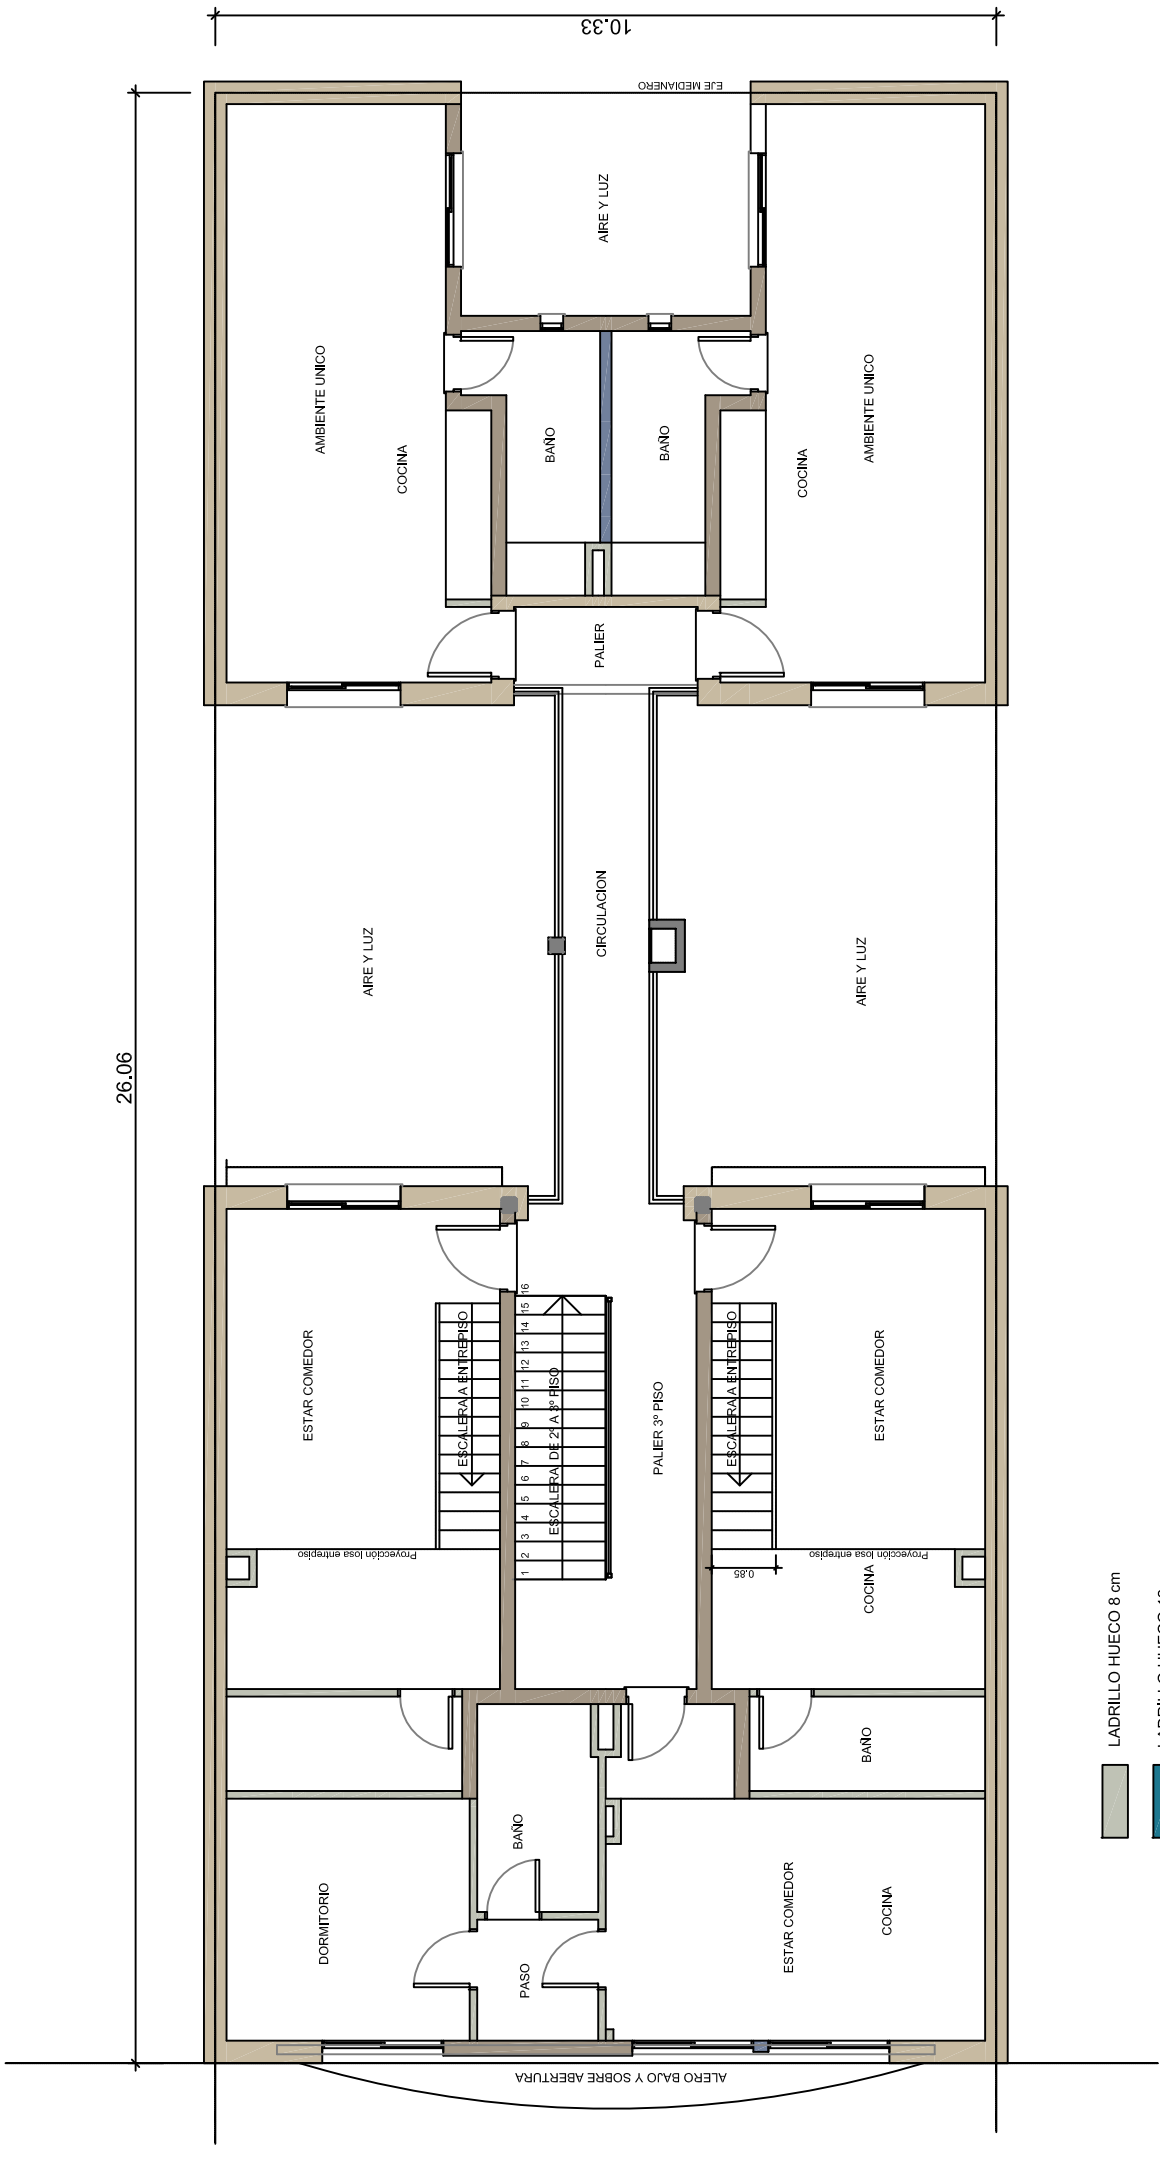 10.33
EJE MEDIANERO
AIRE Y LUZ
AMBIENTE UNICO
COCINA
BAÑO
BAÑO
COCINA
AMBIENTE UNICO
PALIER
AIRE Y LUZ
CIRCULACION
AIRE Y LUZ
26.06
ESTAR COMEDOR
ESCALERA A ENTREPISO
1 2 3 4 5 6 7 8 9 10 11 12 13 14 15 16
ESCALERA DE 2º A 3º PISO
PALIER 3º PISO
ESCALERA A ENTREPISO
ESTAR COMEDOR
Proyección losa entrepiso
0.85
Proyección losa entrepiso
COCINA
BAÑO
BAÑO
DORMITORIO
PASO
ESTAR COMEDOR
COCINA
ALERO BAJO Y SOBRE ABERTURA
LADRILLO HUECO 8 cm